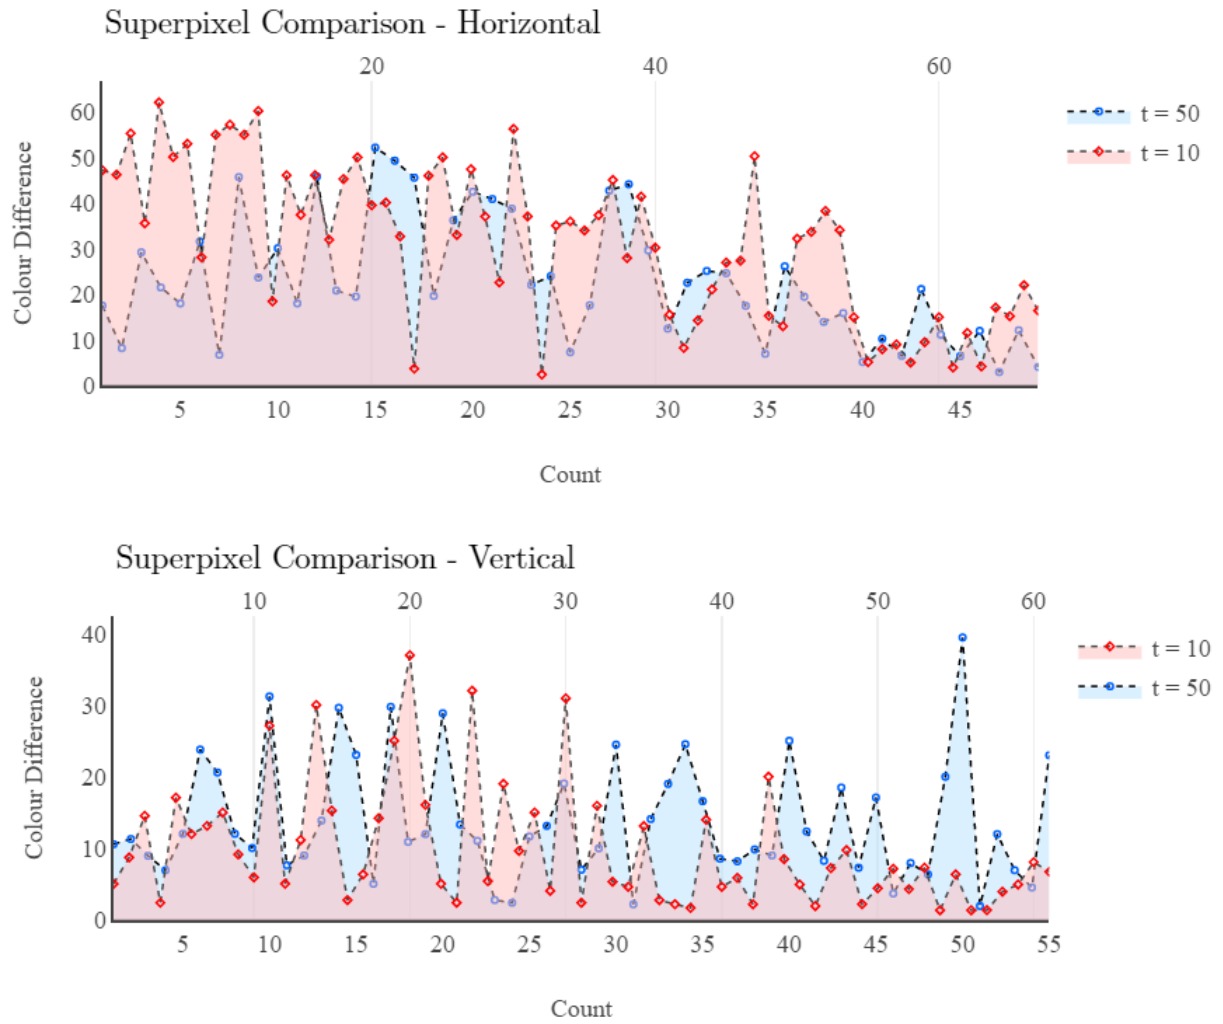 Superpixel Comparison - Horizontal
20 40 60
60
50
40
30
20
10
0
Colour Difference
t = 50
t = 10
5 10 15 20 25 30 35 40 45
Count
Superpixel Comparison - Vertical
10 20 30 40 50 60
40
30
20
10
0
Colour Difference
t = 10
t = 50
5 10 15 20 25 30 35 40 45 50 55
Count